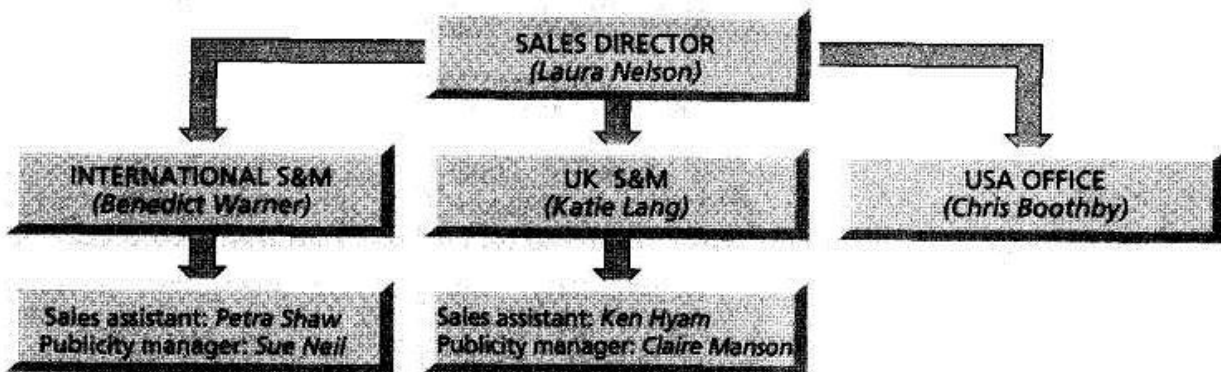 SALES DIRECTOR
(Laura Nelson)
INTERNATIONAL S&M
(Benedict Warner)
UK S&M
(Katie Lang)
USA OFFICE
(Chris Boothby)
Sales assistant: Petra Shaw
Publicity manager: Sue Neil
Sales assistant: Ken Hyam
Publicity manager: Claire Manson